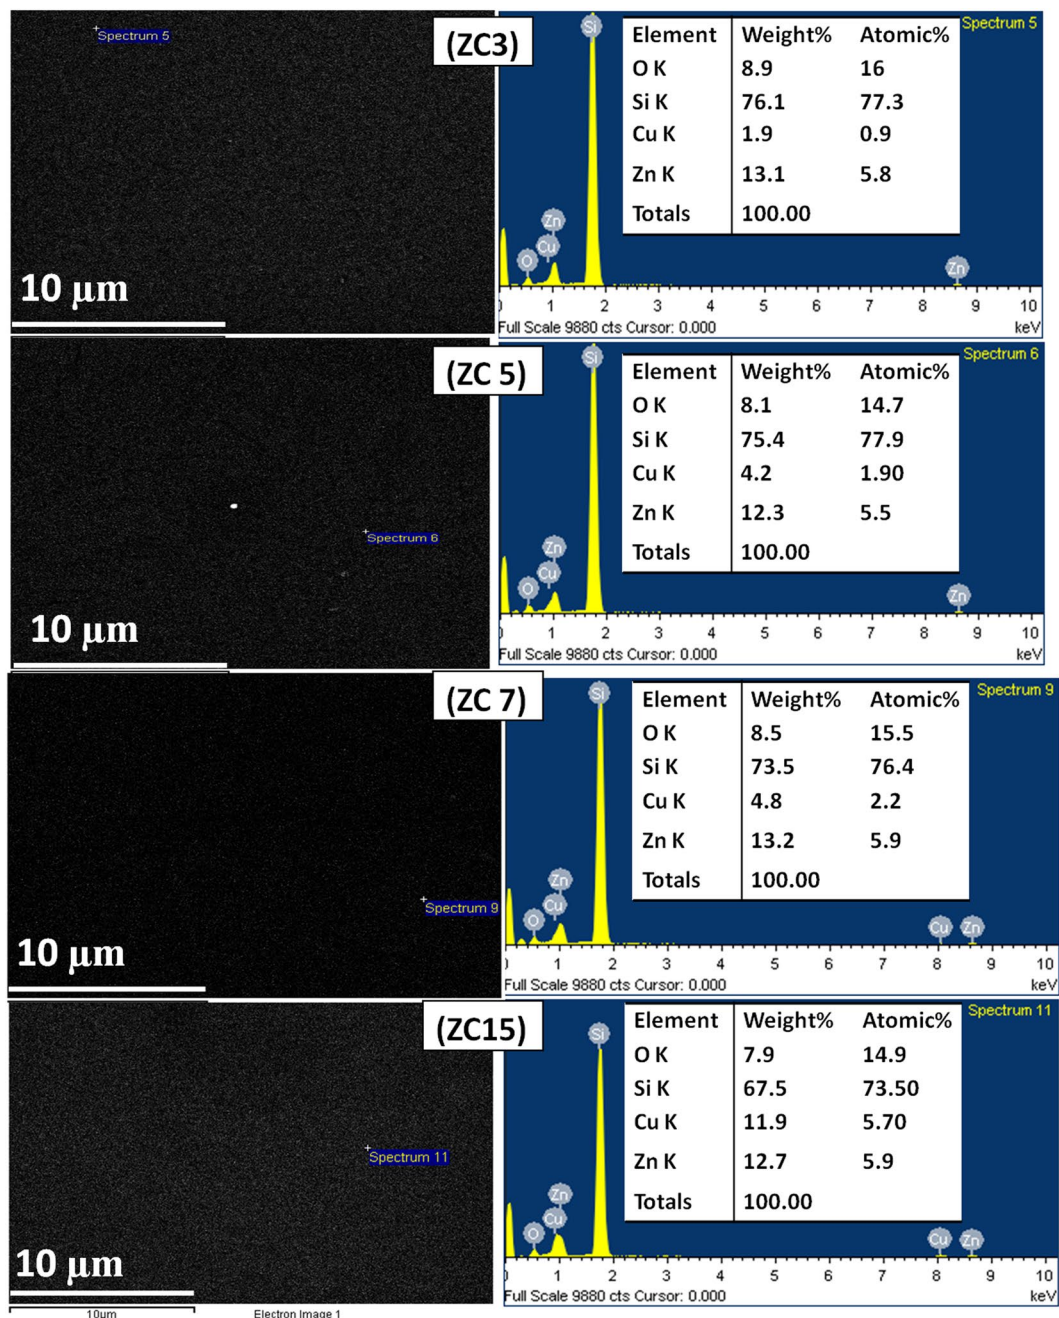 Spectrum 5
(ZC3)
10 µm
Spectrum 5
Si
Element Weight% Atomic%
O K 8.9 16
Si K 76.1 77.3
Cu K 1.9 0.9
Zn K 13.1 5.8
Totals 100.00
Zn
Cu
O
Zn
1 2 3 4 5 6 7 8 9 10
Full Scale 9880 cts Cursor: 0.000 keV
(ZC 5)
Spectrum 6
10 µm
Spectrum 6
Si
Element Weight% Atomic%
O K 8.1 14.7
Si K 75.4 77.9
Cu K 4.2 1.90
Zn K 12.3 5.5
Totals 100.00
Zn
Cu
O
Zn
1 2 3 4 5 6 7 8 9 10
Full Scale 9880 cts Cursor: 0.000 keV
(ZC 7)
Spectrum 9
10 µm
Spectrum 9
Si
Element Weight% Atomic%
O K 8.5 15.5
Si K 73.5 76.4
Cu K 4.8 2.2
Zn K 13.2 5.9
Totals 100.00
Zn
Cu
O
Cu Zn
1 2 3 4 5 6 7 8 9 10
Full Scale 9880 cts Cursor: 0.000 keV
(ZC15)
Spectrum 11
10 µm
10µm Electron Image 1
Spectrum 11
Si
Element Weight% Atomic%
O K 7.9 14.9
Si K 67.5 73.50
Cu K 11.9 5.70
Zn K 12.7 5.9
Totals 100.00
Zn
Cu
O
Cu Zn
1 2 3 4 5 6 7 8 9 10
Full Scale 9880 cts Cursor: 0.000 keV